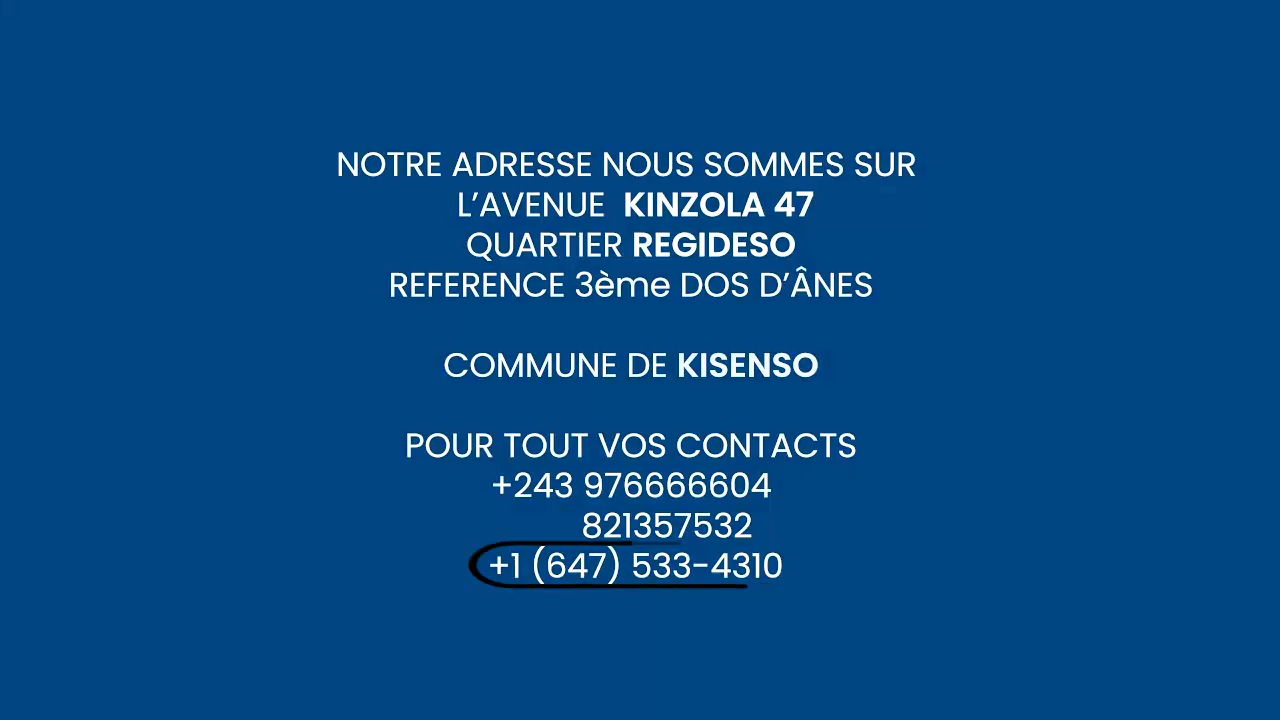 NOTRE ADRESSE NOUS SOMMES SUR
L’AVENUE KINZOLA 47
QUARTIER REGIDESO
REFERENCE 3ème DOS D’ÂNES
COMMUNE DE KISENSO
POUR TOUT VOS CONTACTS
+243 976666604
821357532
+1 (647) 533-4310